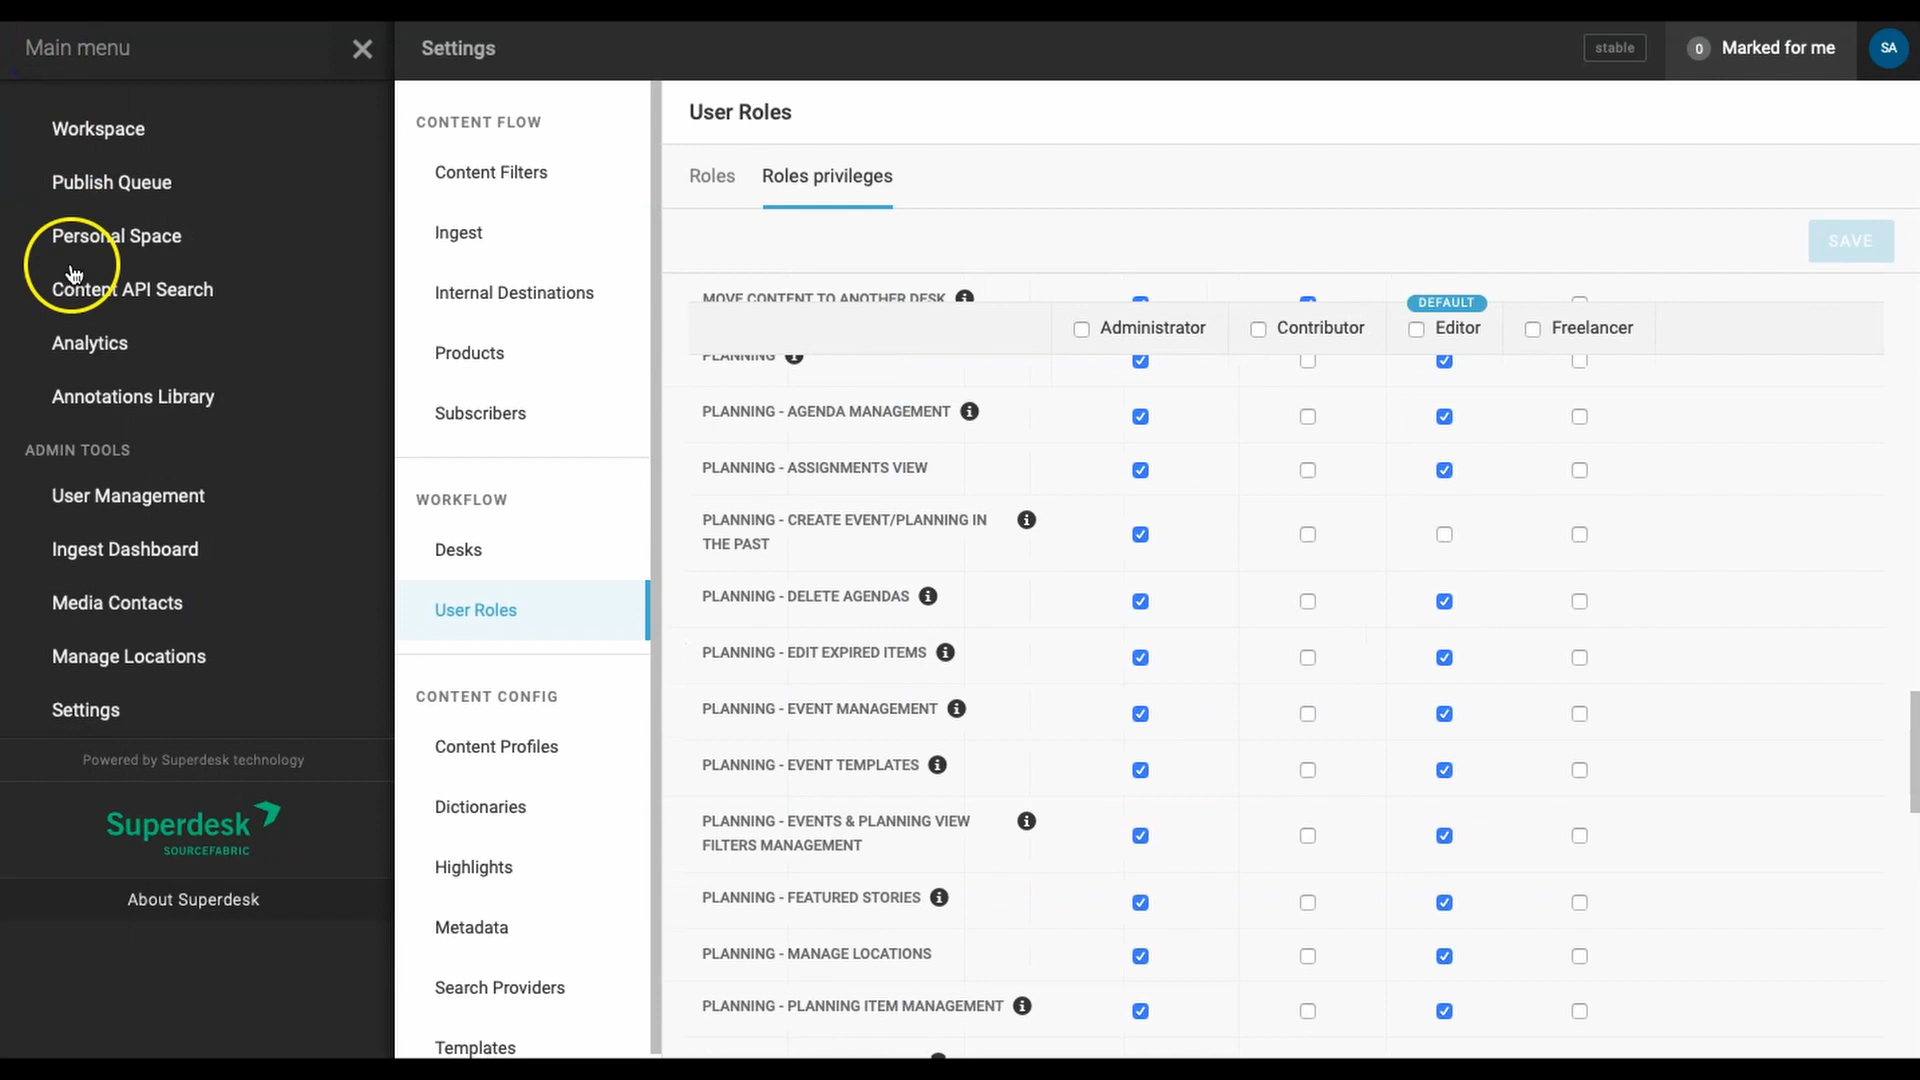 Main menu
Settings
stable
0 Marked for me
SA
Workspace
Publish Queue
Personal Space
Content API Search
Analytics
Annotations Library
ADMIN TOOLS
User Management
Ingest Dashboard
Media Contacts
Manage Locations
Settings
Powered by Superdesk technology
Superdesk
SOURCEFABRIC
About Superdesk
CONTENT FLOW
Content Filters
Ingest
Internal Destinations
Products
Subscribers
WORKFLOW
Desks
User Roles
CONTENT CONFIG
Content Profiles
Dictionaries
Highlights
Metadata
Search Providers
Templates
User Roles
Roles
Roles privileges
SAVE
MOVE CONTENT TO ANOTHER DESK
DEFAULT
Administrator
Contributor
Editor
Freelancer
PLANNING
PLANNING - AGENDA MANAGEMENT
PLANNING - ASSIGNMENTS VIEW
PLANNING - CREATE EVENT/PLANNING IN
THE PAST
PLANNING - DELETE AGENDAS
PLANNING - EDIT EXPIRED ITEMS
PLANNING - EVENT MANAGEMENT
PLANNING - EVENT TEMPLATES
PLANNING - EVENTS & PLANNING VIEW
FILTERS MANAGEMENT
PLANNING - FEATURED STORIES
PLANNING - MANAGE LOCATIONS
PLANNING - PLANNING ITEM MANAGEMENT